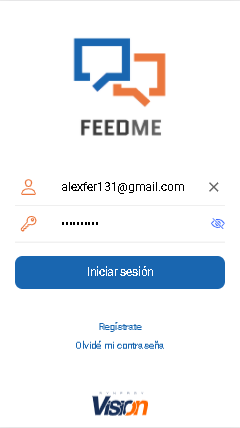 FEEDME
alexfer131@gmail.com
Iniciar sesión
Regístrate
Olvidé mi contraseña
Vision